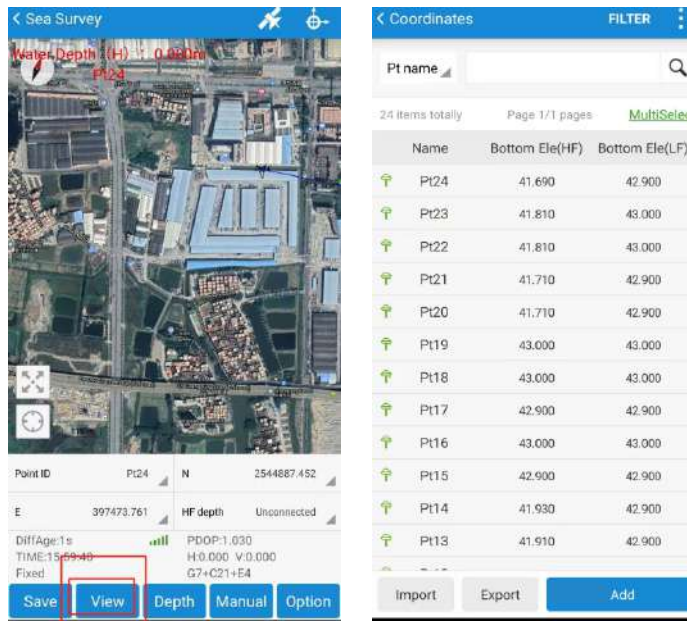 Sea Survey
Water Depth (H) : 0.000m
Pt24
Point ID Pt24 N 2544887.452
E 397473.761 HF depth Unconnected
DiffAge:1s PDOP:1.030
TIME:15:59:40 H:0.000 V:0.000
Fixed G7+C21+E4
Save View Depth Manual Option
Coordinates FILTER
Pt name
24 items totally Page 1/1 pages MultiSelec
Name Bottom Ele(HF) Bottom Ele(LF)
Pt24 41.690 42.900
Pt23 41.810 43.000
Pt22 41.810 43.000
Pt21 41.710 42.900
Pt20 41.710 42.900
Pt19 43.000 43.000
Pt18 43.000 43.000
Pt17 42.900 42.900
Pt16 43.000 43.000
Pt15 42.900 42.900
Pt14 41.930 42.900
Pt13 41.910 42.900
Import Export Add